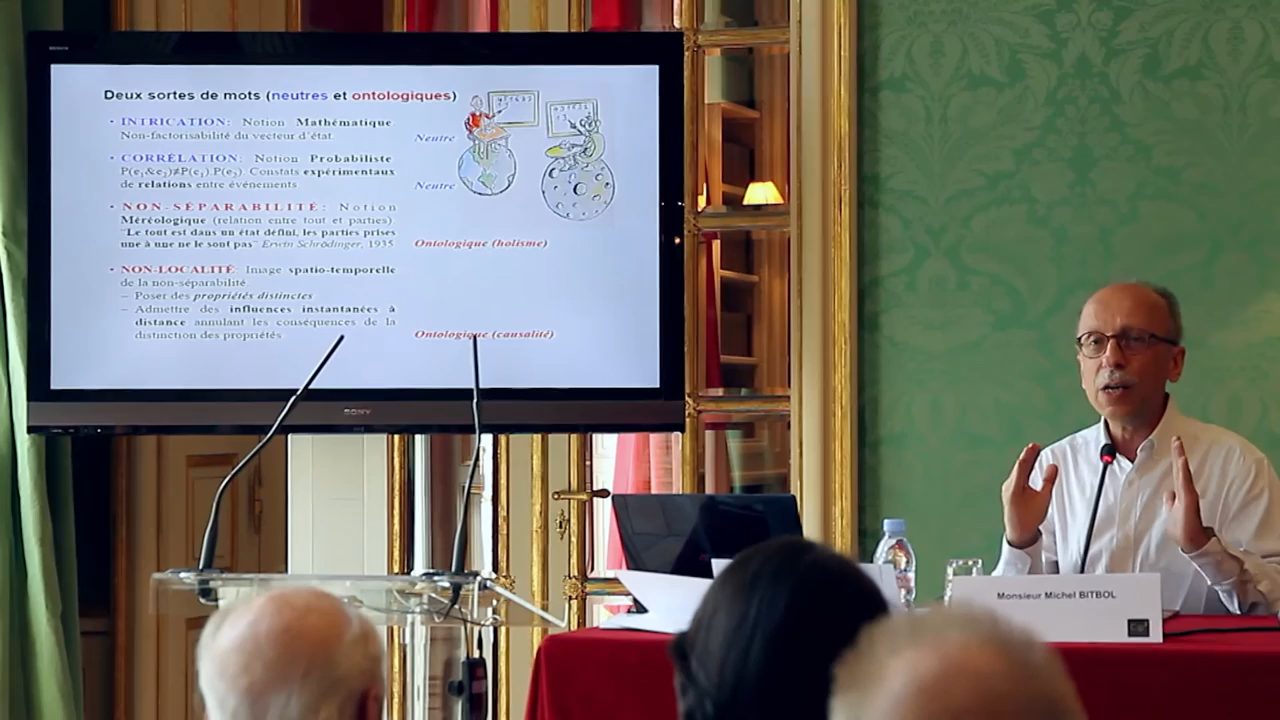 SONY
Deux sortes de mots (neutres et ontologiques)
• INTRICATION: Notion Mathématique
Non-factorisabilité du vecteur d'état.
Neutre
• CORRÉLATION: Notion Probabiliste
P(e₁&e₂)≠P(e₁).P(e₂). Constats expérimentaux
de relations entre événements
Neutre
• NON-SÉPARABILITÉ: Notion
Méréologique (relation entre tout et parties)
"Le tout est dans un état défini, les parties prises
une à une ne le sont pas" Erwin Schrödinger, 1935
Ontologique (holisme)
• NON-LOCALITÉ: Image spatio-temporelle
de la non-séparabilité
– Poser des propriétés distinctes
– Admettre des influences instantanées à
distance annulant les conséquences de la
distinction des propriétés
Ontologique (causalité)
SONY
Monsieur Michel BITBOL